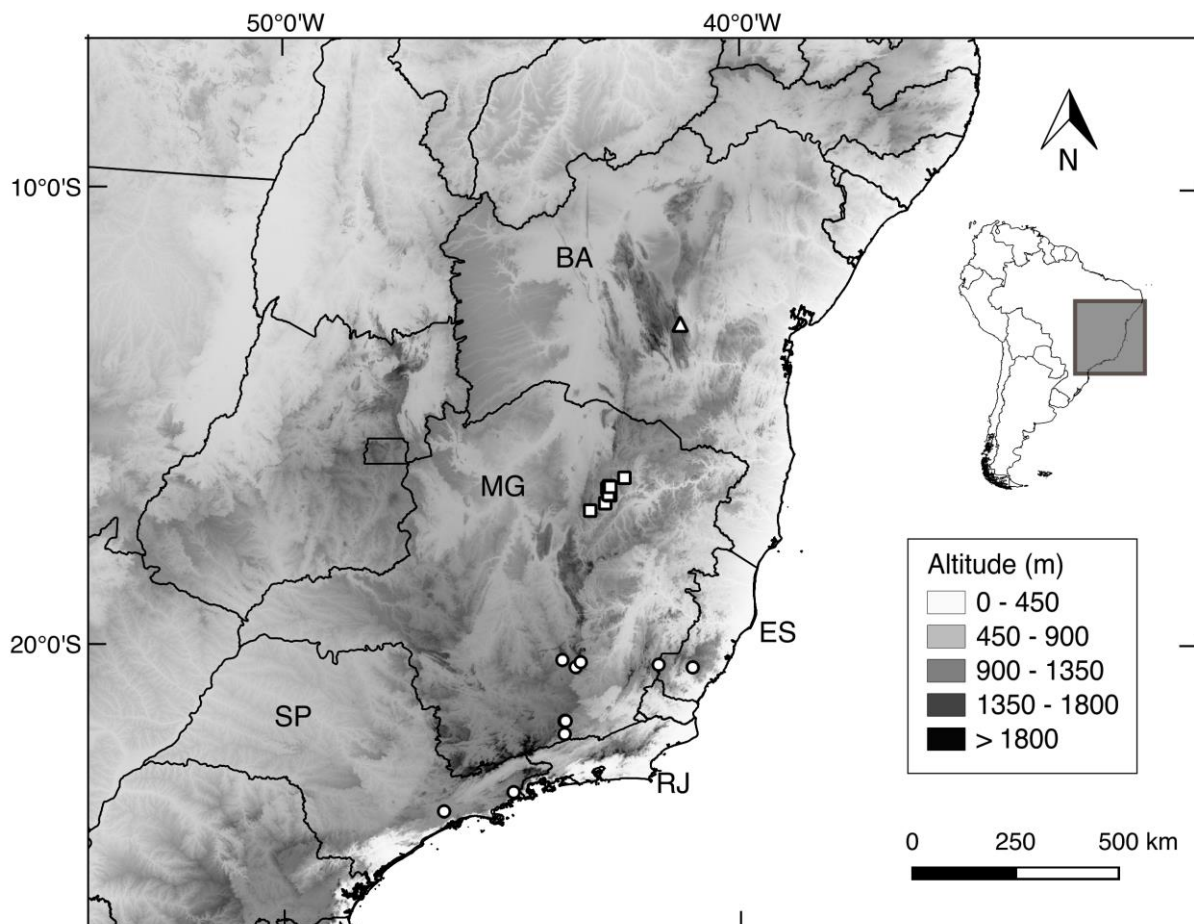 50°0'W 40°0'W
N
10°0'S
BA
MG
20°0'S
ES
SP
RJ
Altitude (m)
0 - 450
450 - 900
900 - 1350
1350 - 1800
> 1800
0 250 500 km